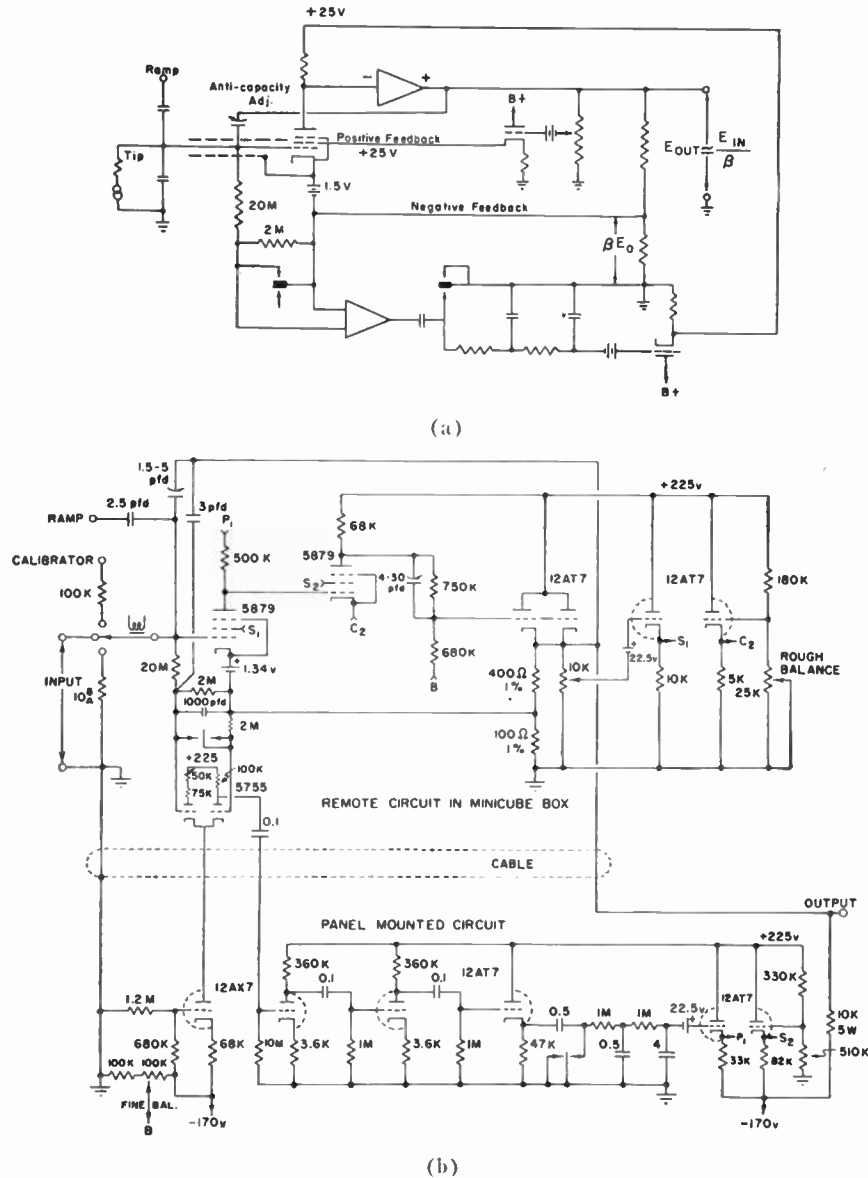 +25V
Ramp
Anti-capacity
Adj.
−
+
B+
Positive Feedback
+25V
Tip
E OUT = E IN / β
1.5V
20M
Negative Feedback
2M
βE₀
B+
(a)
1.5-5
pfd
2.5 pfd
3pfd
+225v
RAMP
P₁
68K
CALIBRATOR
500K
5879
12AT7
12AT7
180K
S₂
4-30
pfd
750K
100K
5879
S₁
C₂
S₁
C₂
22.5v
+
680K
1.34v
ROUGH
BALANCE
20M
INPUT
2M
B
400Ω
1%
10K
10K
5K
25K
1000pfd
2M
100Ω
1%
+225
100K
50K
75K
5755
REMOTE CIRCUIT IN MINICUBE BOX
0.1
CABLE
OUTPUT
PANEL MOUNTED CIRCUIT
+225v
360K
360K
12AT7
330K
0.1
0.1
12AX7
12AT7
10K
5W
1.2M
22.5v
0.5
1M
1M
P₁
S₂
680K
68K
10M
3.6K
1M
3.6K
1M
47K
0.5
4
33K
82K
510K
100K
100K
FINE BAL.
B
-170v
-170v
(b)